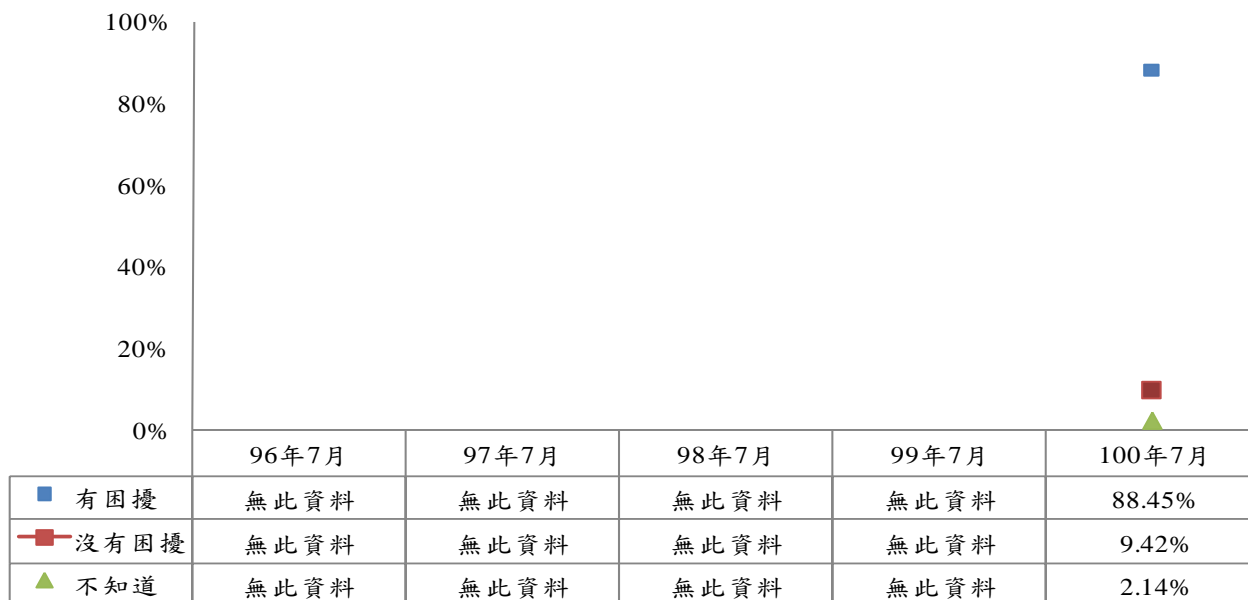 100%
80%
60%
40%
20%
0%
96年7月 97年7月 98年7月 99年7月 100年7月
有困擾 無此資料 無此資料 無此資料 無此資料 88.45%
沒有困擾 無此資料 無此資料 無此資料 無此資料 9.42%
不知道 無此資料 無此資料 無此資料 無此資料 2.14%